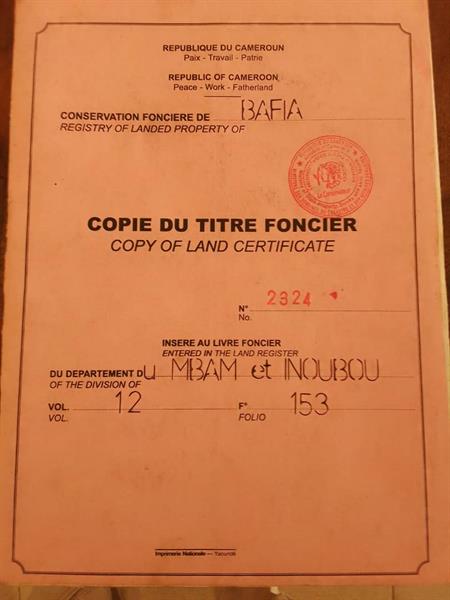 REPUBLIQUE DU CAMEROUN
Paix - Travail - Patrie
REPUBLIC OF CAMEROON
Peace - Work - Fatherland
CONSERVATION FONCIERE DE BAFIA
REGISTRY OF LANDED PROPERTY OF
Le Conservateur
COPIE DU TITRE FONCIER
COPY OF LAND CERTIFICATE
N° 2324
No.
INSERE AU LIVRE FONCIER
ENTERED IN THE LAND REGISTER
DU DEPARTEMENT Du MBAM et INOUBOU
OF THE DIVISION OF
VOL. 12 F° 153
VOL. FOLIO
Imprimerie Nationale — Yaoundé